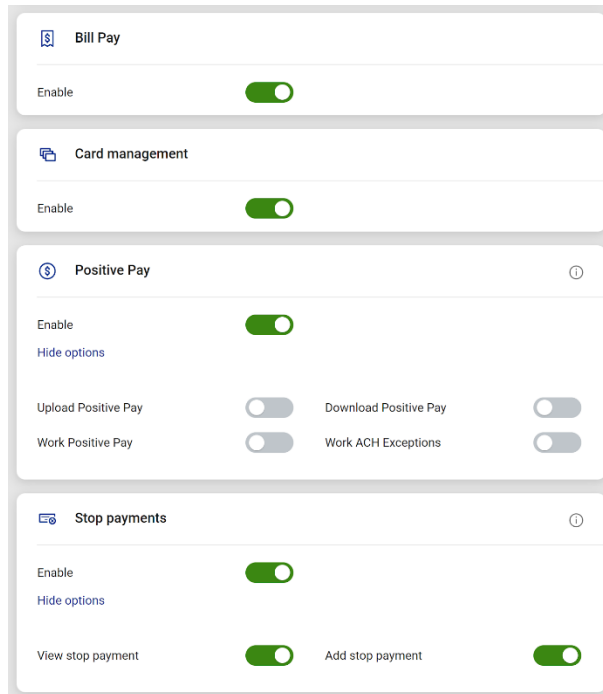 Bill Pay
Enable
Card management
Enable
Positive Pay
Enable
Hide options
Upload Positive Pay Download Positive Pay
Work Positive Pay Work ACH Exceptions
Stop payments
Enable
Hide options
View stop payment Add stop payment